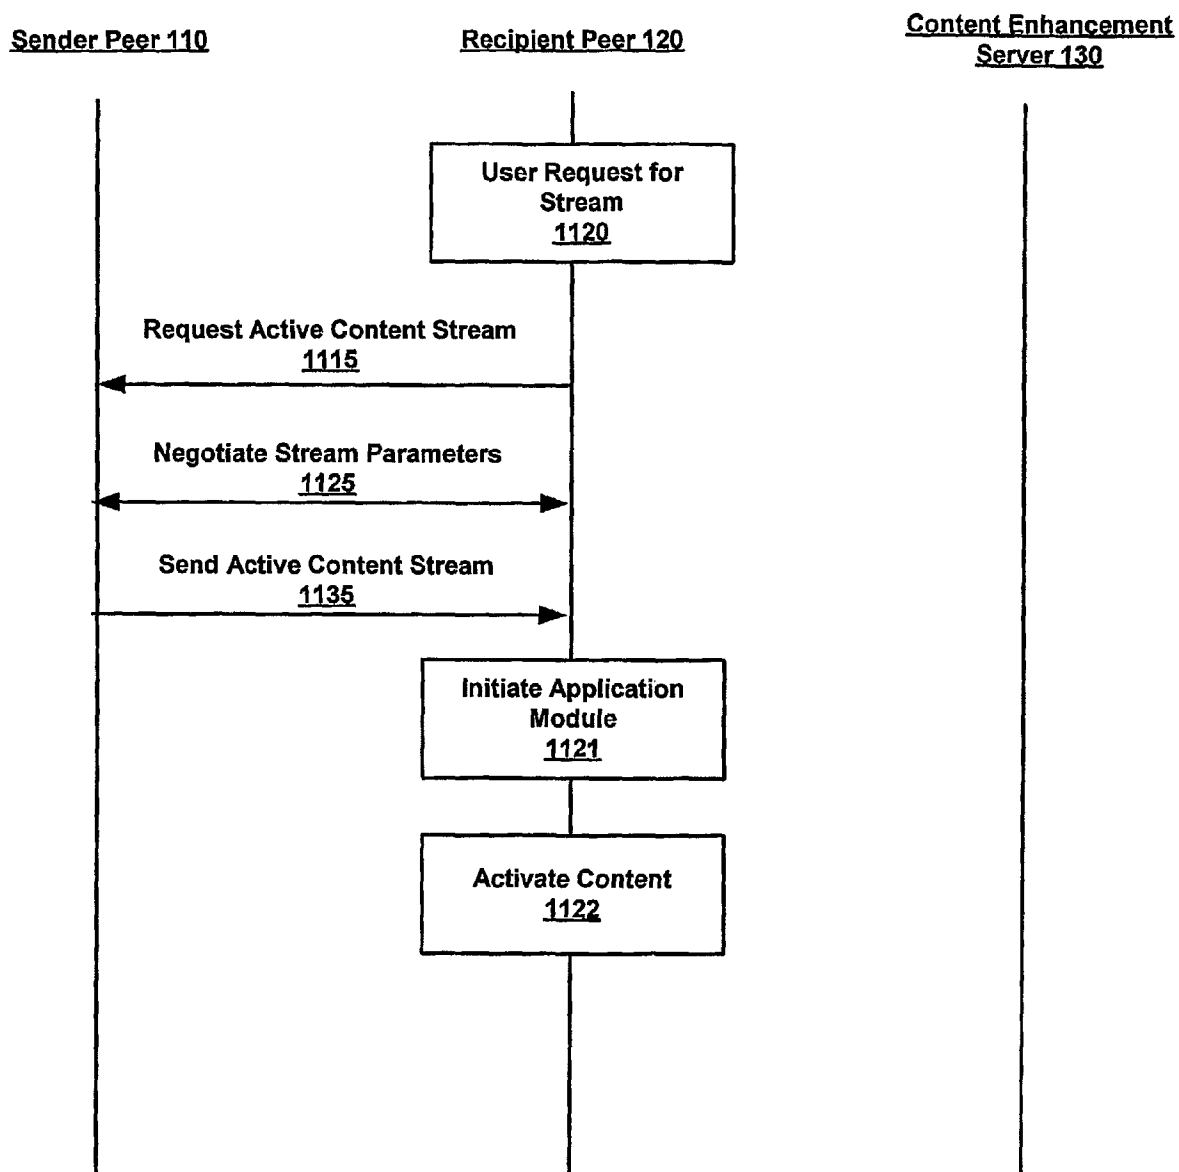 Sender Peer 110
Recipient Peer 120
Content Enhancement
Server 130
User Request for
Stream
1120
Request Active Content Stream
1115
Negotiate Stream Parameters
1125
Send Active Content Stream
1135
Initiate Application
Module
1121
Activate Content
1122